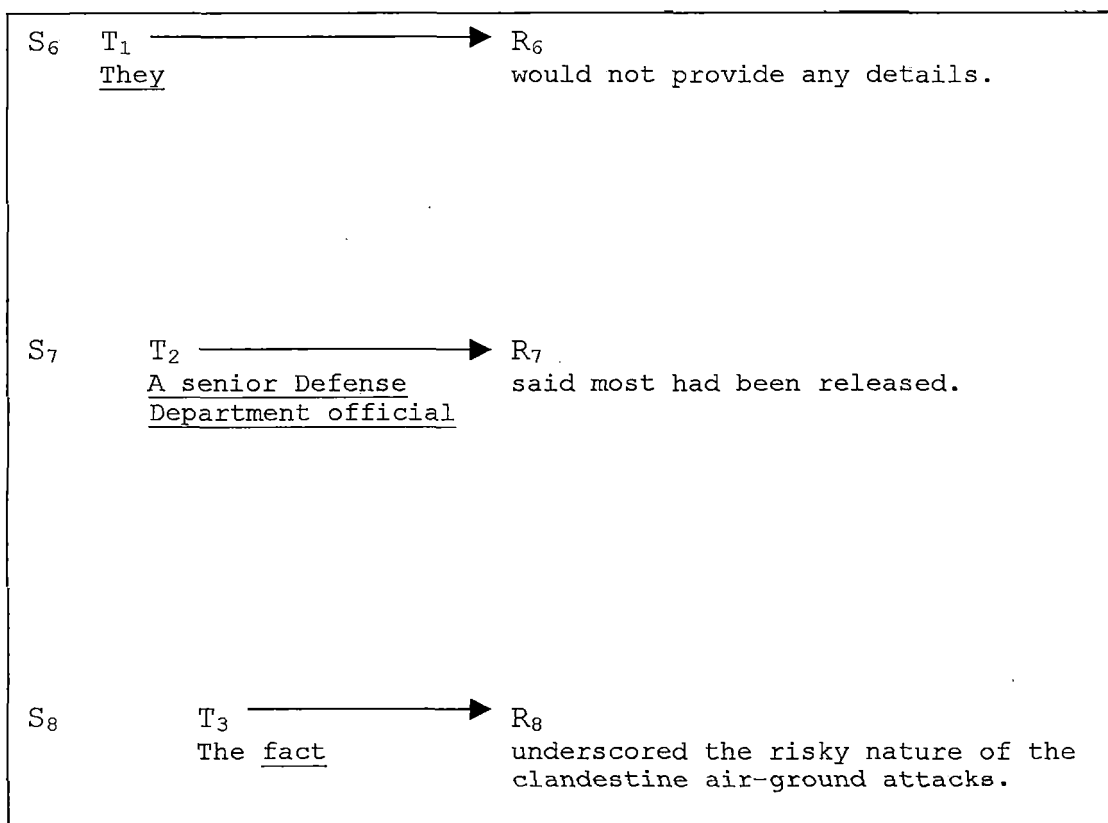 S₆ T₁ R₆
They would not provide any details.
S₇ T₂ R₇
A senior Defense said most had been released.
Department official
S₈ T₃ R₈
The fact underscored the risky nature of the
clandestine air-ground attacks.